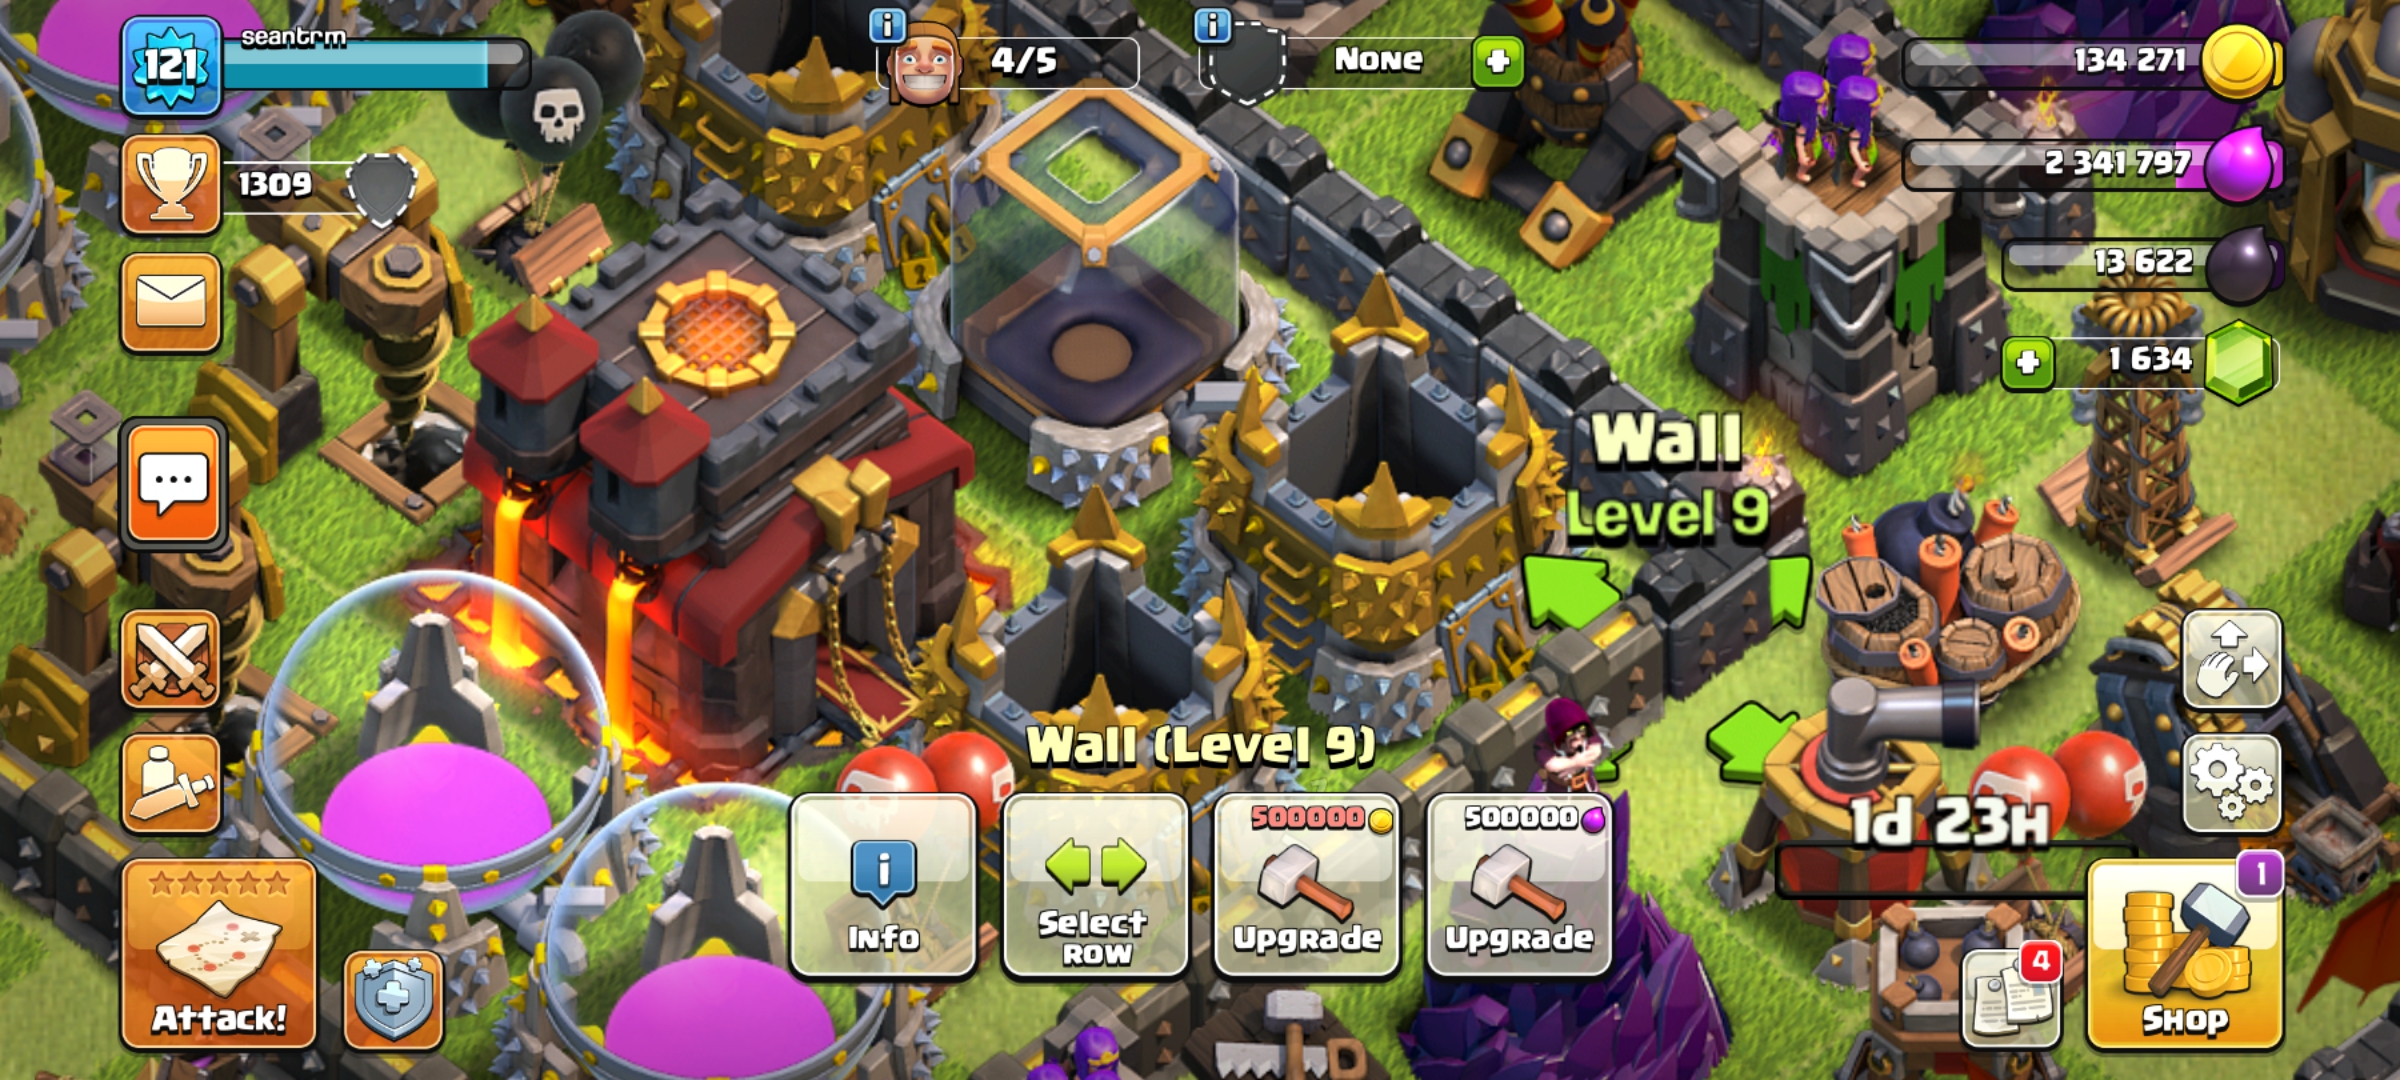 seantrm
121
4/5
None
134 271
1309
2 341 797
13 622
1 634
Wall
Level 9
Wall (Level 9)
1d 23H
500000
500000
Info
Select
Row
Upgrade
Upgrade
1
4
Attack!
Shop